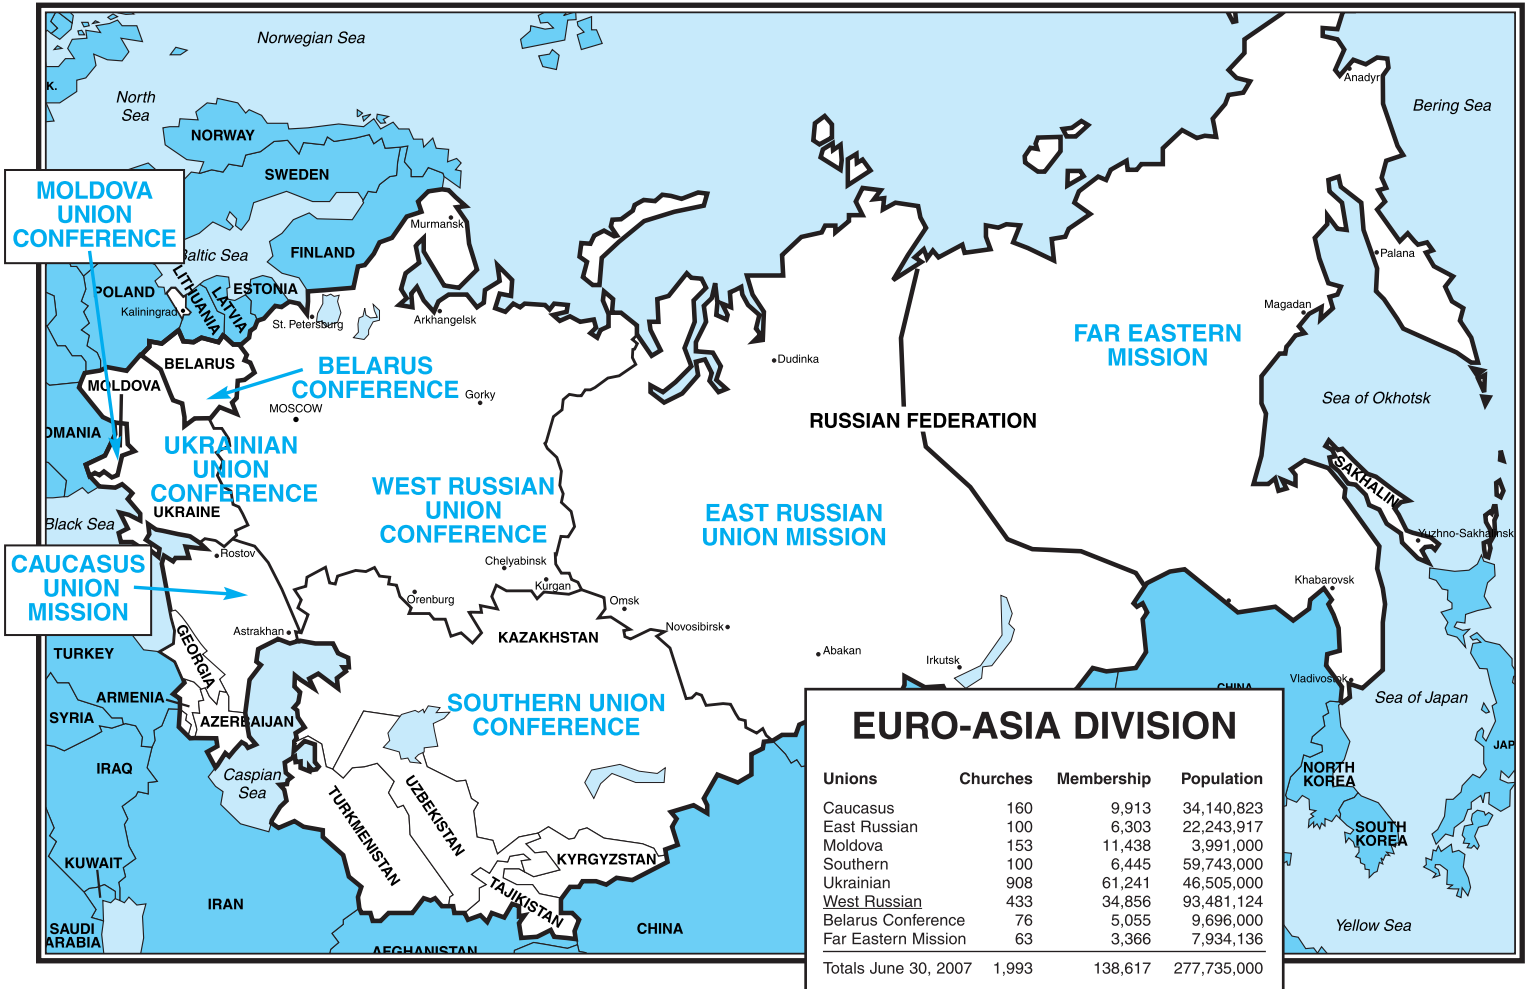 Norwegian Sea
North
Sea
K.
NORWAY
SWEDEN
FINLAND
Murmansk
Anadyr
Bering Sea
MOLDOVA
UNION
CONFERENCE
altic Sea
POLAND
LITHUANIA
LATVIA
ESTONIA
Kaliningrad
St. Petersburg
Arkhangelsk
Palana
Magadan
FAR EASTERN
MISSION
Dudinka
BELARUS
BELARUS
CONFERENCE
MOLDOVA
Gorky
MOSCOW
Sea of Okhotsk
RUSSIAN FEDERATION
OMANIA
UKRAINIAN
UNION
CONFERENCE
UKRAINE
WEST RUSSIAN
UNION
CONFERENCE
EAST RUSSIAN
UNION MISSION
SAKHALIN
Yuzhno-Sakhalinsk
Black Sea
Rostov
CAUCASUS
UNION
MISSION
Chelyabinsk
Kurgan
Orenburg
Omsk
Khabarovsk
Novosibirsk
Astrakhan
KAZAKHSTAN
Abakan
Irkutsk
TURKEY
GEORGIA
ARMENIA
AZERBAIJAN
SYRIA
SOUTHERN UNION
CONFERENCE
CHINA
Vladivostok
Sea of Japan
JAP
IRAQ
Caspian
Sea
TURKMENISTAN
UZBEKISTAN
KYRGYZSTAN
TAJIKISTAN
NORTH
KOREA
SOUTH
KOREA
KUWAIT
IRAN
SAUDI
ARABIA
AFGHANISTAN
CHINA
Yellow Sea
EURO-ASIA DIVISION
Unions Churches Membership Population
Caucasus 160 9,913 34,140,823
East Russian 100 6,303 22,243,917
Moldova 153 11,438 3,991,000
Southern 100 6,445 59,743,000
Ukrainian 908 61,241 46,505,000
West Russian 433 34,856 93,481,124
Belarus Conference 76 5,055 9,696,000
Far Eastern Mission 63 3,366 7,934,136
Totals June 30, 2007 1,993 138,617 277,735,000